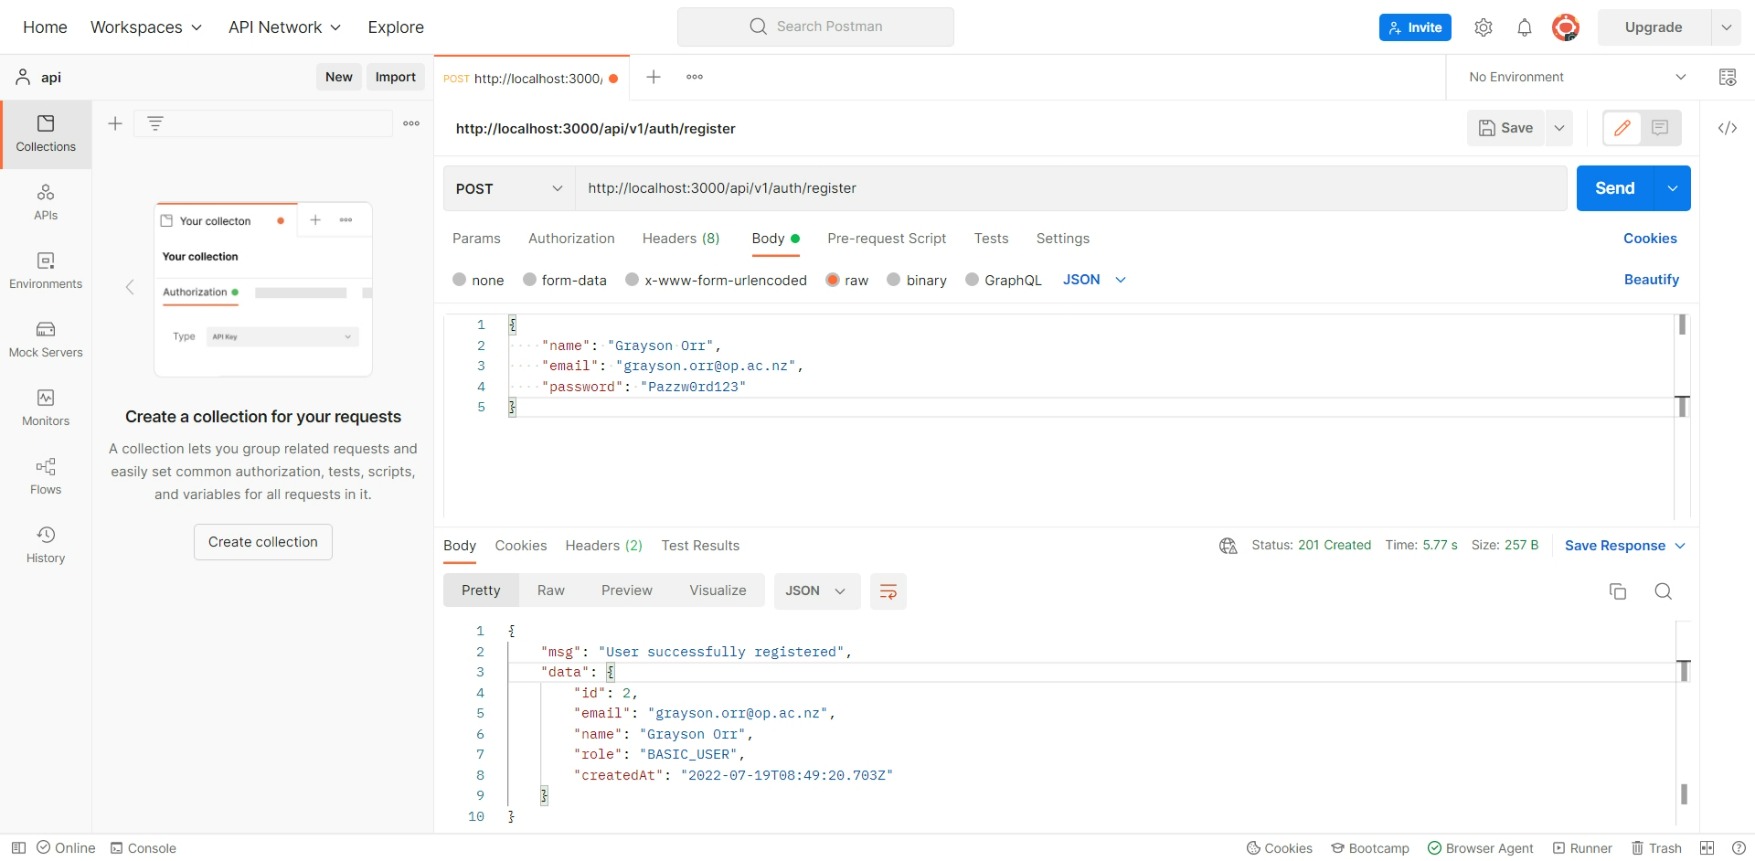 Home Workspaces API Network Explore Search Postman Invite Upgrade
api New Import POST http://localhost:3000/ No Environment
Collections
APIs
Environments
Mock Servers
Monitors
Flows
History
Your collecton
Your collection
Authorization
Type API Key
Create a collection for your requests
A collection lets you group related requests and
easily set common authorization, tests, scripts,
and variables for all requests in it.
Create collection
http://localhost:3000/api/v1/auth/register Save
POST http://localhost:3000/api/v1/auth/register Send
Params Authorization Headers (8) Body Pre-request Script Tests Settings Cookies
none form-data x-www-form-urlencoded raw binary GraphQL JSON Beautify
1 {
2 "name": "Grayson Orr",
3 "email": "grayson.orr@op.ac.nz",
4 "password": "Pazzw0rd123"
5 }
Body Cookies Headers (2) Test Results Status: 201 Created Time: 5.77 s Size: 257 B Save Response
Pretty Raw Preview Visualize JSON
1 {
2 "msg": "User successfully registered",
3 "data": {
4 "id": 2,
5 "email": "grayson.orr@op.ac.nz",
6 "name": "Grayson Orr",
7 "role": "BASIC_USER",
8 "createdAt": "2022-07-19T08:49:20.703Z"
9 }
10 }
Online Console Cookies Bootcamp Browser Agent Runner Trash